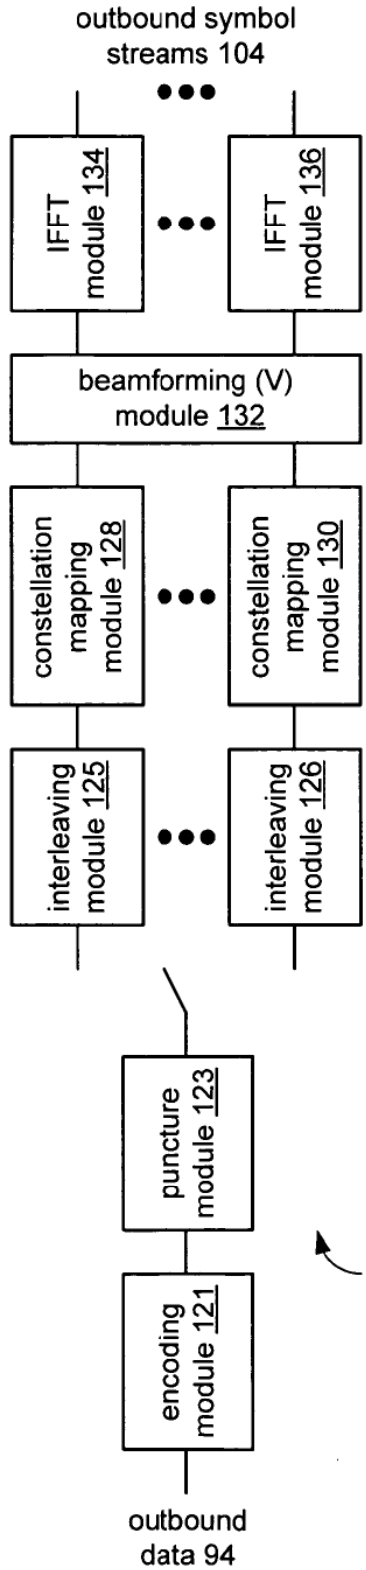 outbound symbol
streams 104
IFFT
module 134
IFFT
module 136
beamforming (V)
module 132
constellation
mapping
module 128
constellation
mapping
module 130
interleaving
module 125
interleaving
module 126
puncture
module 123
encoding
module 121
outbound
data 94